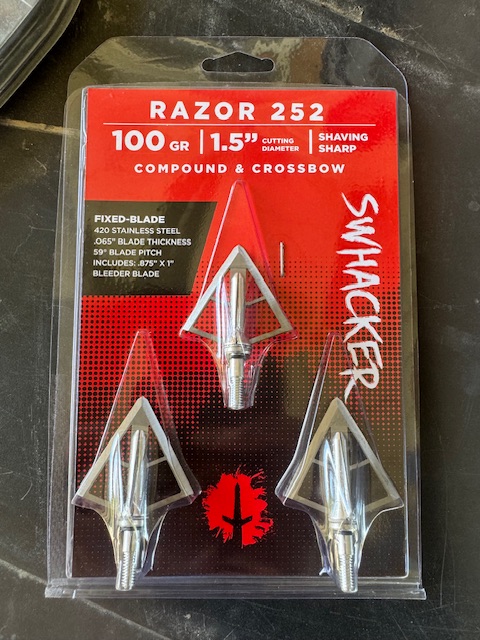 RAZOR 252
100 GR | 1.5" CUTTING DIAMETER | SHAVING SHARP
COMPOUND & CROSSBOW
FIXED-BLADE
420 STAINLESS STEEL
.065" BLADE THICKNESS
59° BLADE PITCH
INCLUDES: .875" X 1"
BLEEDER BLADE
SWHACKER